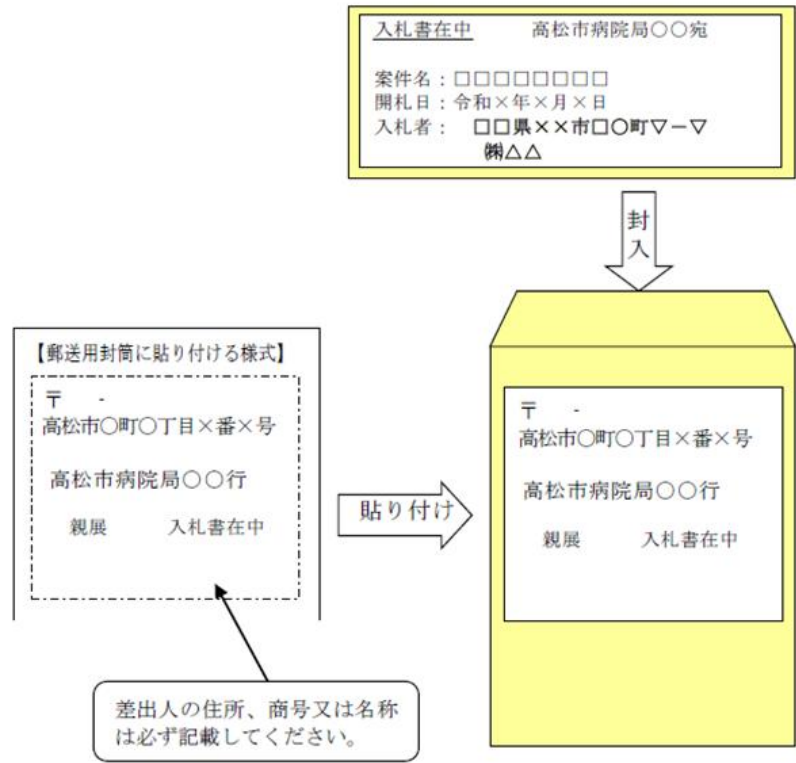 入札書在中 高松市病院局○○宛
案件名:□□□□□□□□
開札日:令和×年×月×日
入札者: □□県××市□○町▽-▽
㈱△△
封入
【郵送用封筒に貼り付ける様式】
〒 -
高松市○町○丁目×番×号
高松市病院局○○行
親展 入札書在中
貼り付け
〒 -
高松市○町○丁目×番×号
高松市病院局○○行
親展 入札書在中
差出人の住所、商号又は名称
は必ず記載してください。